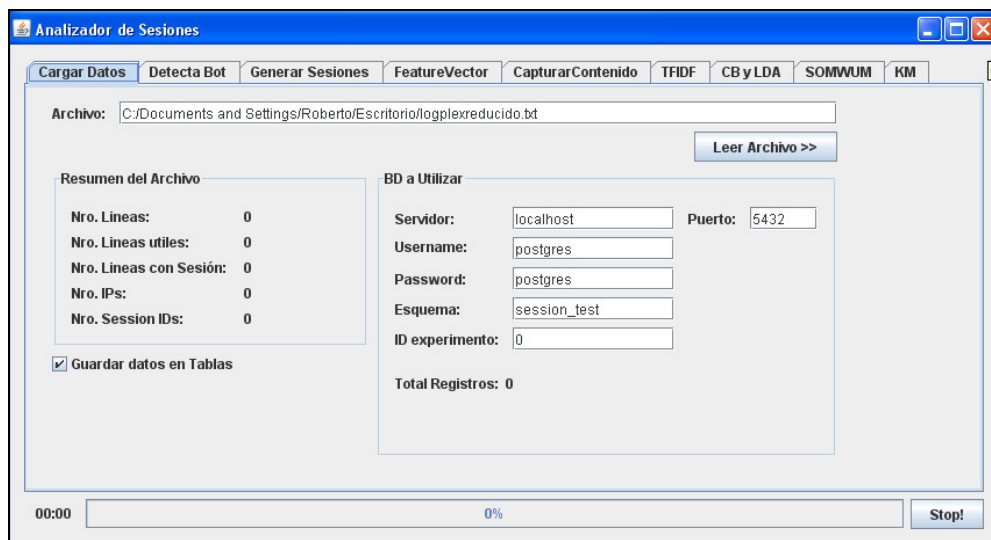 Analizador de Sesiones
Cargar Datos Detecta Bot Generar Sesiones FeatureVector CapturarContenido TFIDF CB y LDA SOMWUM KM
Archivo: C:/Documents and Settings/Roberto/Escritorio/logplexreducido.txt
Leer Archivo >>
Resumen del Archivo
Nro. Lineas: 0
Nro. Lineas utiles: 0
Nro. Lineas con Sesión: 0
Nro. IPs: 0
Nro. Session IDs: 0
Guardar datos en Tablas
BD a Utilizar
Servidor: localhost Puerto: 5432
Username: postgres
Password: postgres
Esquema: session_test
ID experimento: 0
Total Registros: 0
00:00 0% Stop!